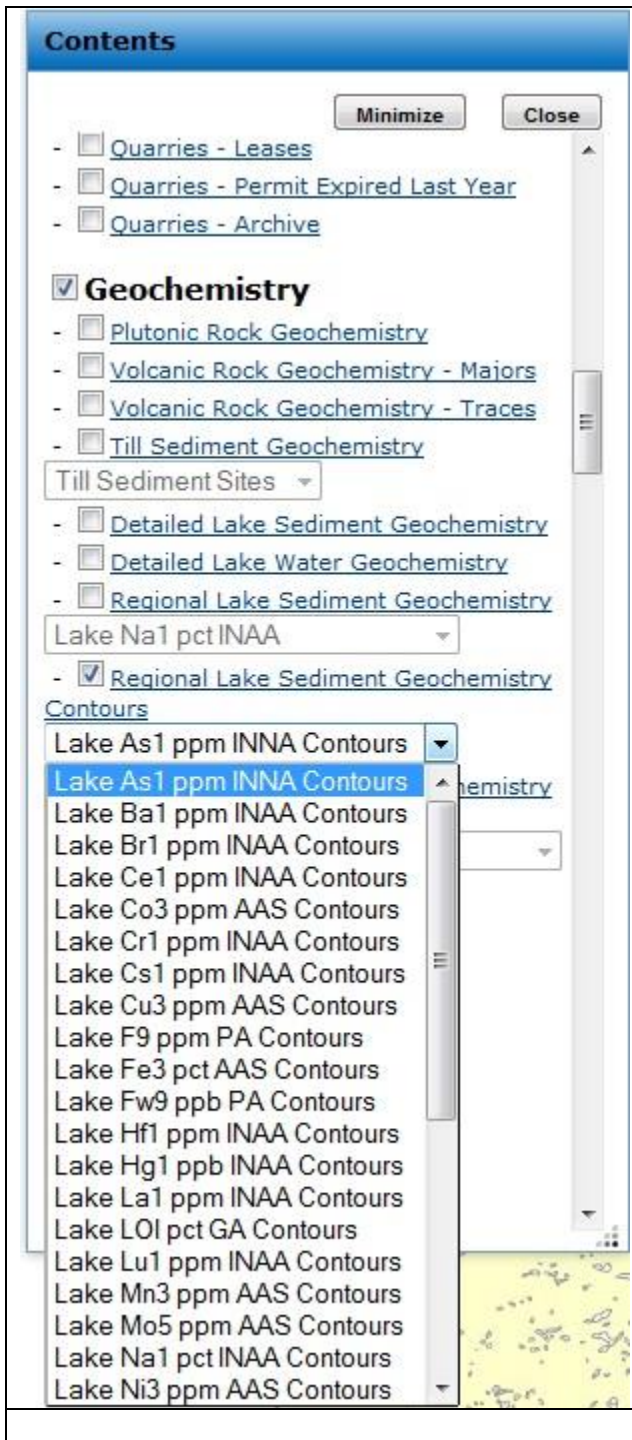 Contents
Minimize Close
- Quarries - Leases
- Quarries - Permit Expired Last Year
- Quarries - Archive
Geochemistry
- Plutonic Rock Geochemistry
- Volcanic Rock Geochemistry - Majors
- Volcanic Rock Geochemistry - Traces
- Till Sediment Geochemistry
Till Sediment Sites
- Detailed Lake Sediment Geochemistry
- Detailed Lake Water Geochemistry
- Regional Lake Sediment Geochemistry
Lake Na1 pct INAA
- Regional Lake Sediment Geochemistry
Contours
Lake As1 ppm INNA Contours
Lake As1 ppm INNA Contours
hemistry
Lake Ba1 ppm INAA Contours
Lake Br1 ppm INAA Contours
Lake Ce1 ppm INAA Contours
Lake Co3 ppm AAS Contours
Lake Cr1 ppm INAA Contours
Lake Cs1 ppm INAA Contours
Lake Cu3 ppm AAS Contours
Lake F9 ppm PA Contours
Lake Fe3 pct AAS Contours
Lake Fw9 ppb PA Contours
Lake Hf1 ppm INAA Contours
Lake Hg1 ppb INAA Contours
Lake La1 ppm INAA Contours
Lake LOI pct GA Contours
Lake Lu1 ppm INAA Contours
Lake Mn3 ppm AAS Contours
Lake Mo5 ppm AAS Contours
Lake Na1 pct INAA Contours
Lake Ni3 ppm AAS Contours